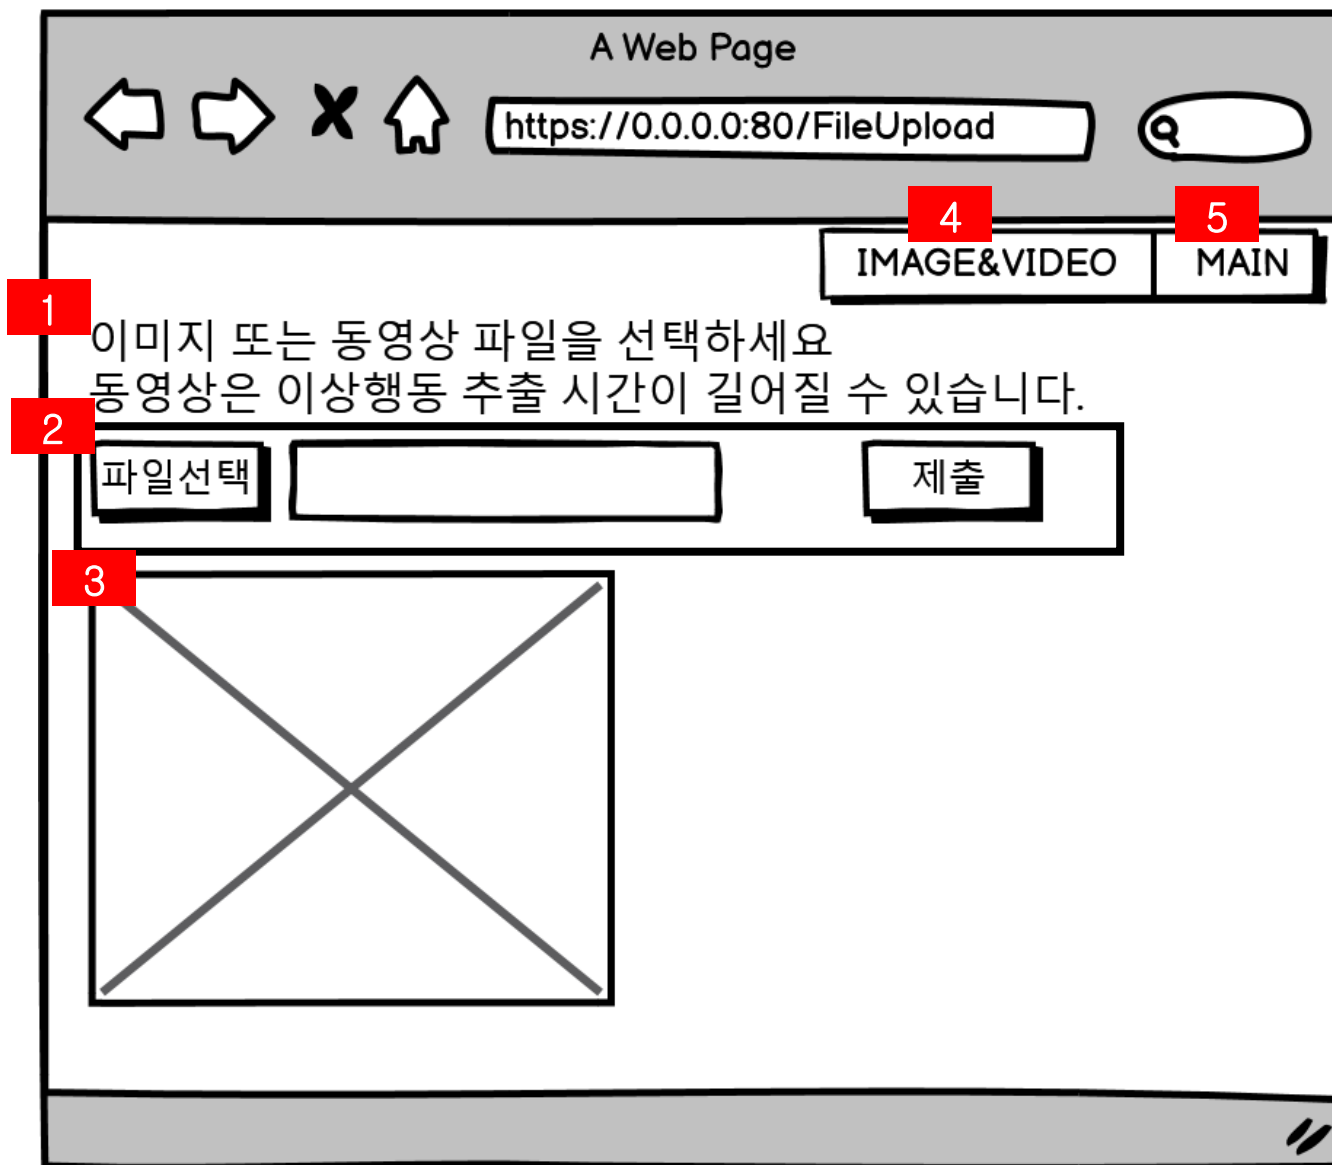 A Web Page
https://0.0.0.0:80/FileUpload
4
5
IMAGE&VIDEO
MAIN
1
이미지 또는 동영상 파일을 선택하세요
동영상은 이상행동 추출 시간이 길어질 수 있습니다.
2
파일선택
제출
3